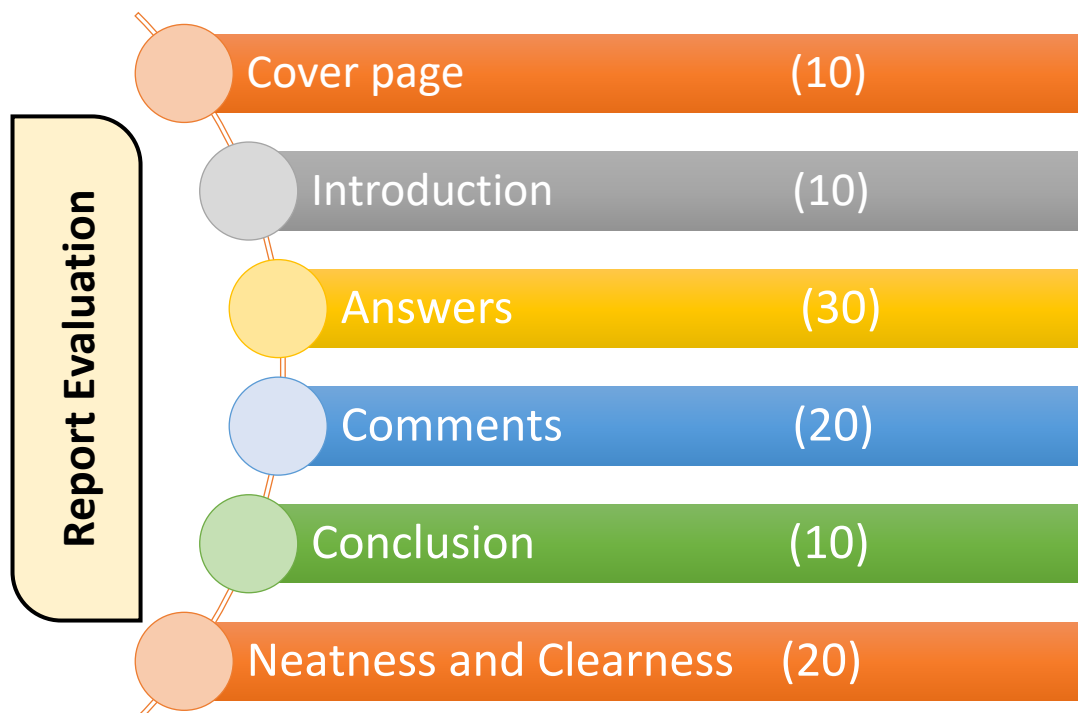 Report Evaluation
Cover page (10)
Introduction (10)
Answers (30)
Comments (20)
Conclusion (10)
Neatness and Clearness (20)